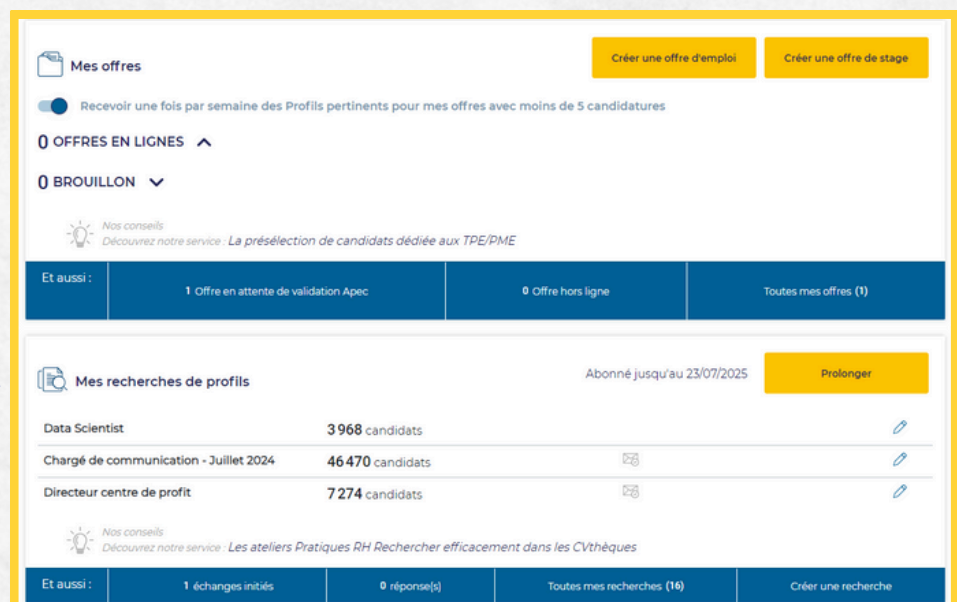 Mes offres
Créer une offre d'emploi
Créer une offre de stage
Recevoir une fois par semaine des Profils pertinents pour mes offres avec moins de 5 candidatures
0 OFFRES EN LIGNES
0 BROUILLON
Nos conseils
Découvrez notre service : La présélection de candidats dédiée aux TPE/PME
Et aussi :
1 Offre en attente de validation Apec
0 Offre hors ligne
Toutes mes offres (1)
Mes recherches de profils
Abonné jusqu'au 23/07/2025
Prolonger
Data Scientist
3 968 candidats
Chargé de communication - Juillet 2024
46 470 candidats
Directeur centre de profit
7 274 candidats
Nos conseils
Découvrez notre service : Les ateliers Pratiques RH Rechercher efficacement dans les CVthèques
Et aussi :
1 échanges initiés
0 réponse(s)
Toutes mes recherches (16)
Créer une recherche